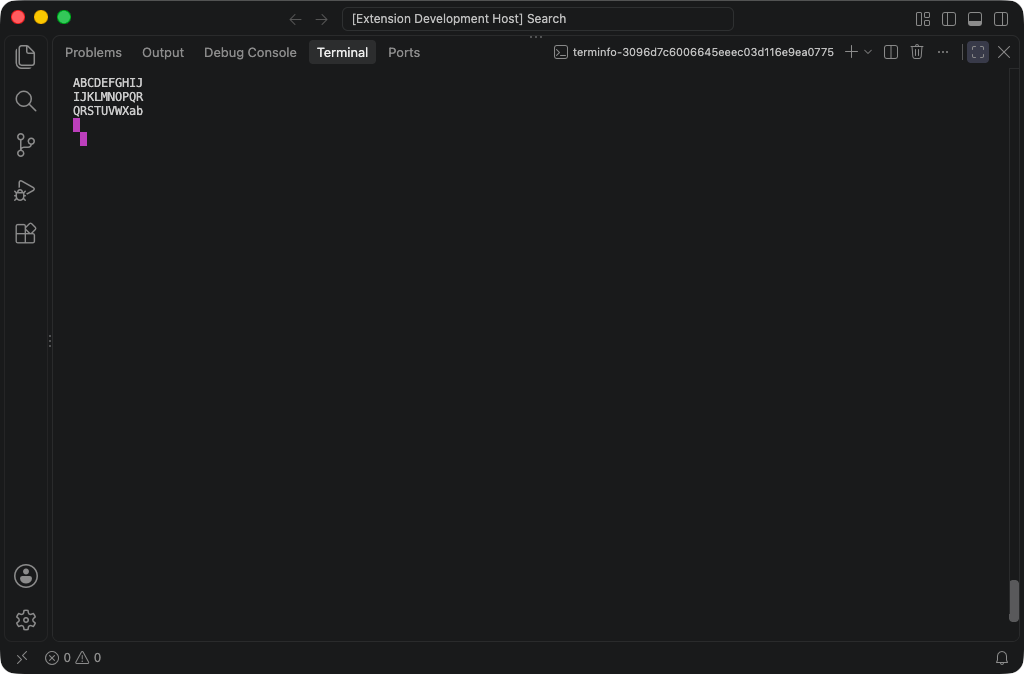 [Extension Development Host] Search
Problems Output Debug Console Terminal Ports
terminfo-3096d7c6006645eeec03d116e9ea0775
ABCDEFGHIJ
IJKLMNOPQR
QRSTUVWXab
0 0